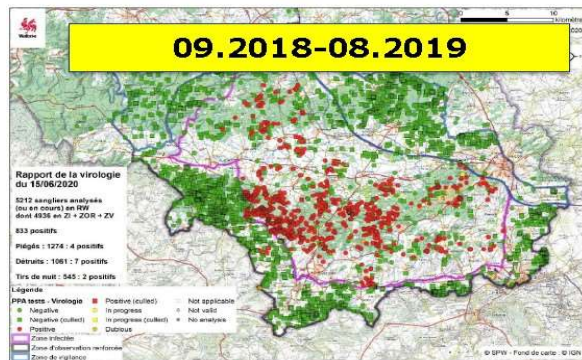 Wallonie
09.2018-08.2019
0 5 10
Kilomètres
Rapport de la virologie
du 15/06/2020
5212 sangliers analysés
(ou en cours) en RW
dont 4936 en ZI + ZOR + ZV
833 positifs
Piégés : 1274 : 4 positifs
Détruits : 1061 : 7 positifs
Tirs de nuit : 545 : 2 positifs
Légende
PPA tests - Virologie
Negative
Negative (culled)
Positive
Positive (culled)
In progress
In progress (culled)
Dubious
Not applicable
Not valid
No analysis
Zone infectée
Zone d'observation renforcée
Zone de vigilance
© SPW - Fond de carte : © IGN